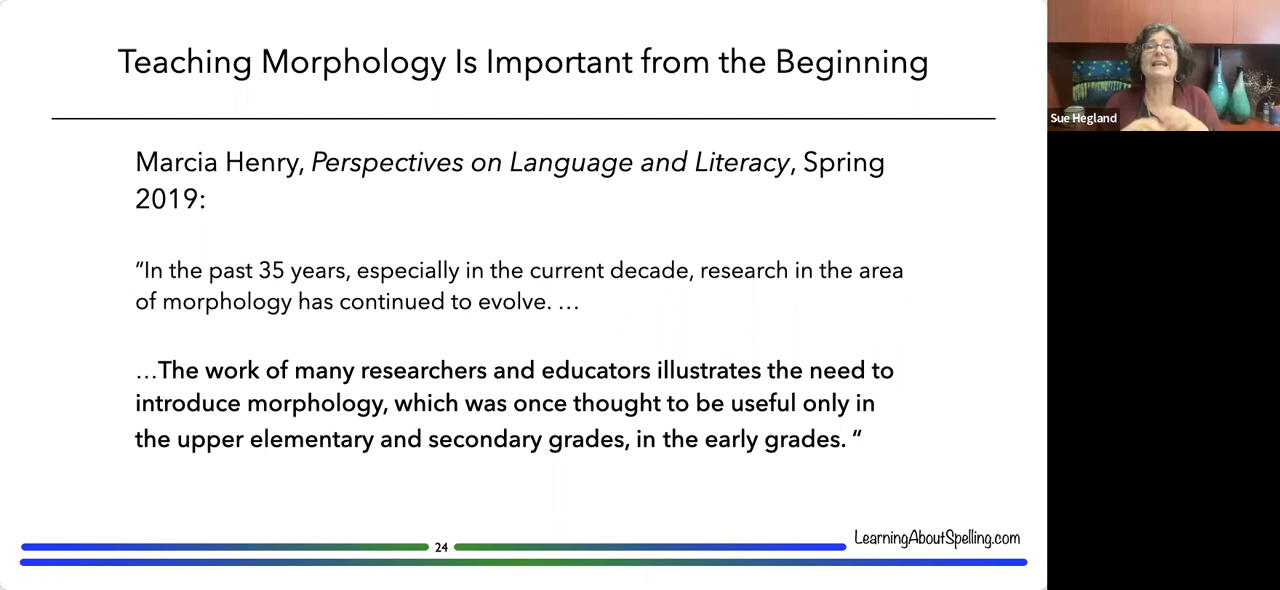 Teaching Morphology Is Important from the Beginning
Marcia Henry, Perspectives on Language and Literacy, Spring
2019:
“In the past 35 years, especially in the current decade, research in the area
of morphology has continued to evolve. …
…The work of many researchers and educators illustrates the need to
introduce morphology, which was once thought to be useful only in
the upper elementary and secondary grades, in the early grades. “
24
LearningAboutSpelling.com
Sue Hegland